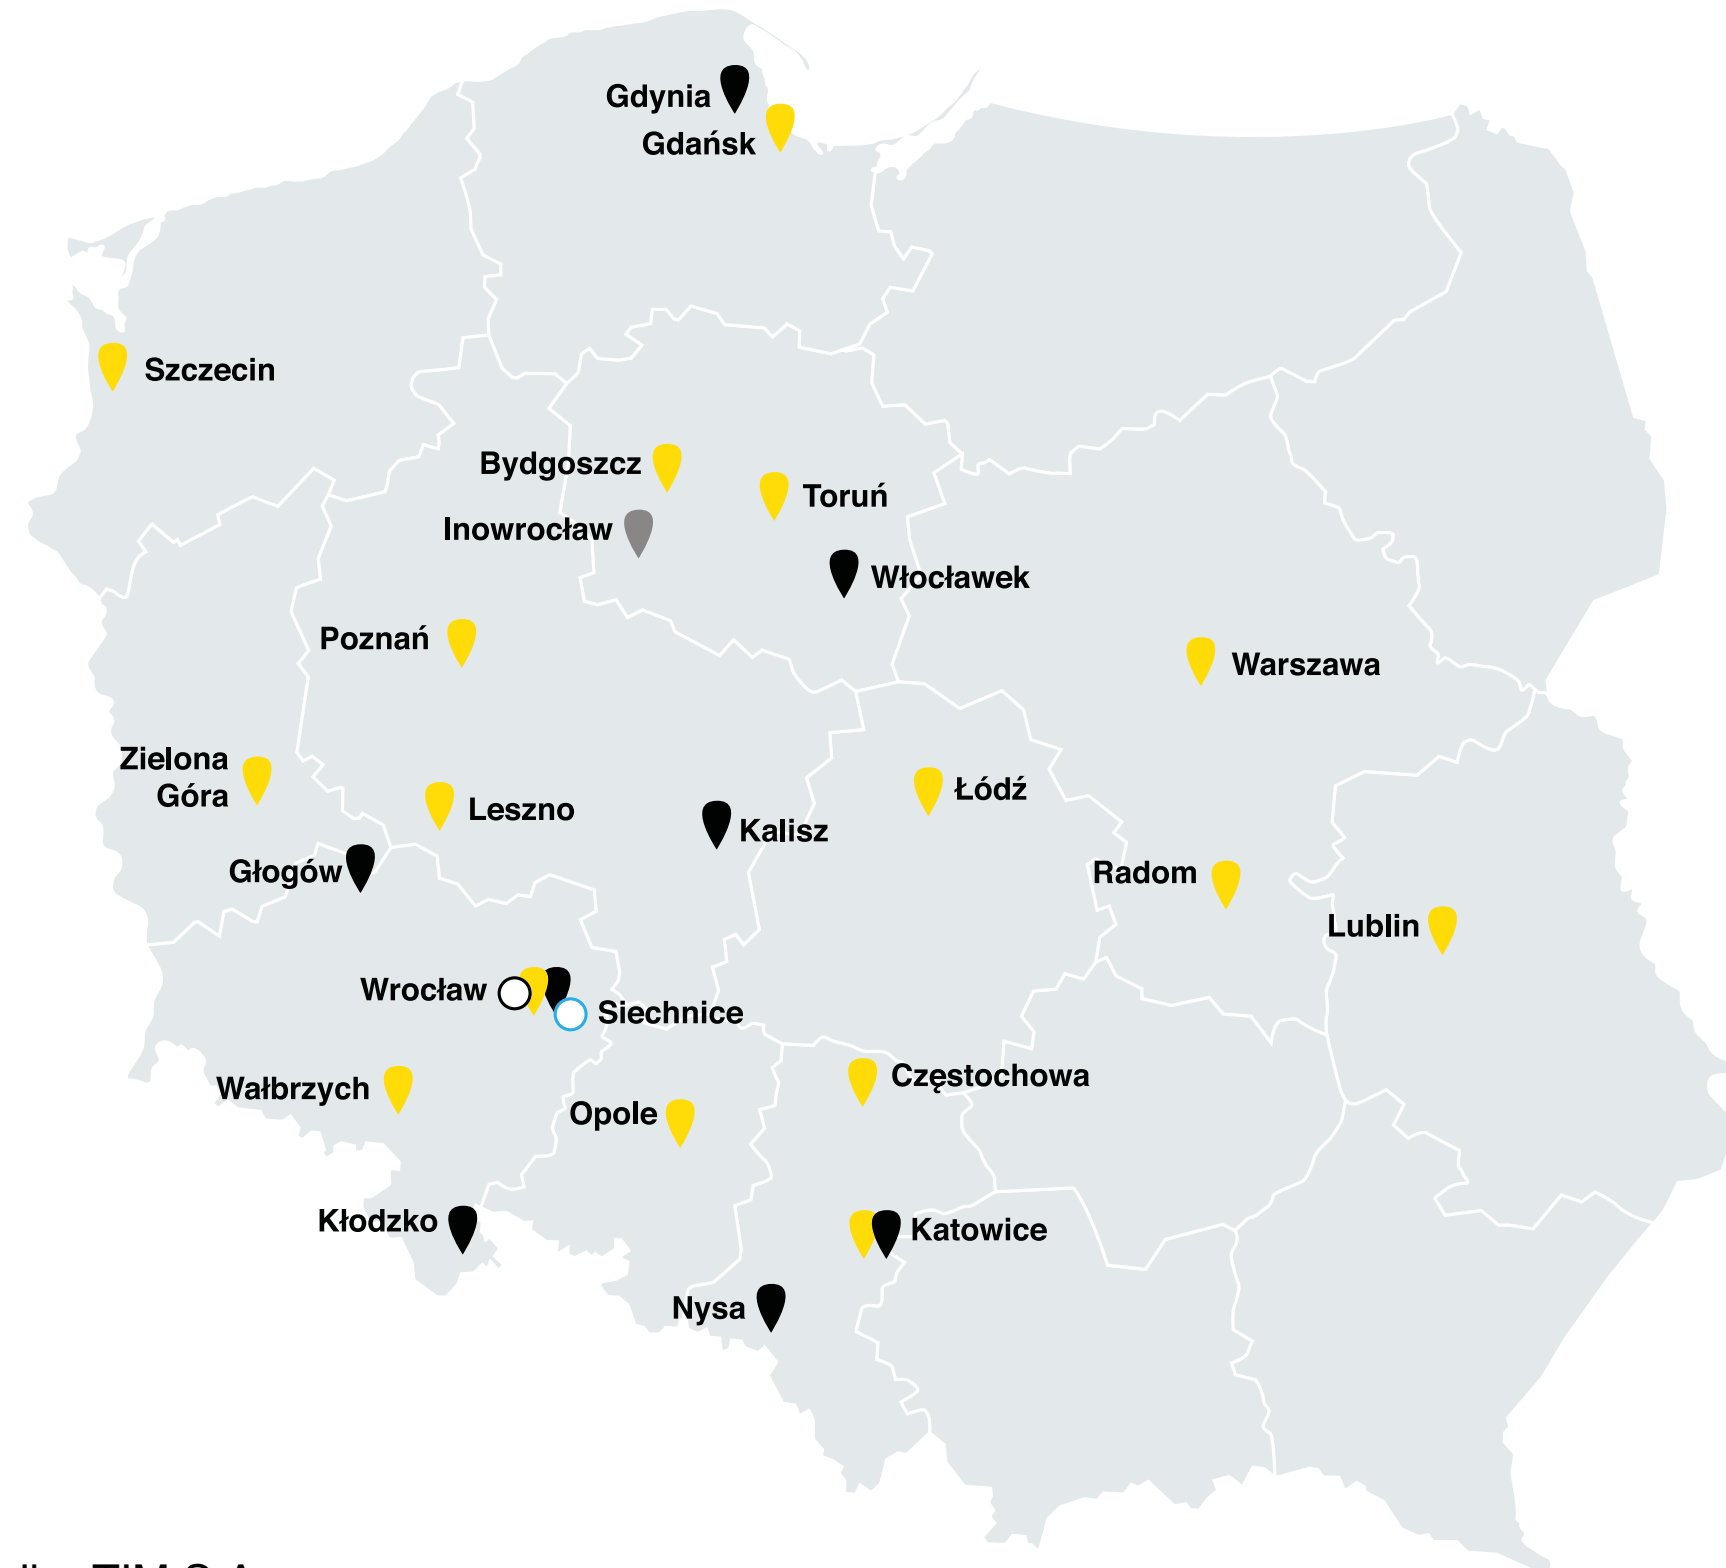 Gdynia
Gdańsk
Szczecin
Bydgoszcz
Toruń
Inowrocław
Włocławek
Poznań
Warszawa
Zielona
Góra
Leszno
Łódź
Kalisz
Głogów
Radom
Lublin
Wrocław
Siechnice
Częstochowa
Wałbrzych
Opole
Kłodzko
Katowice
Nysa
TIM S.A.